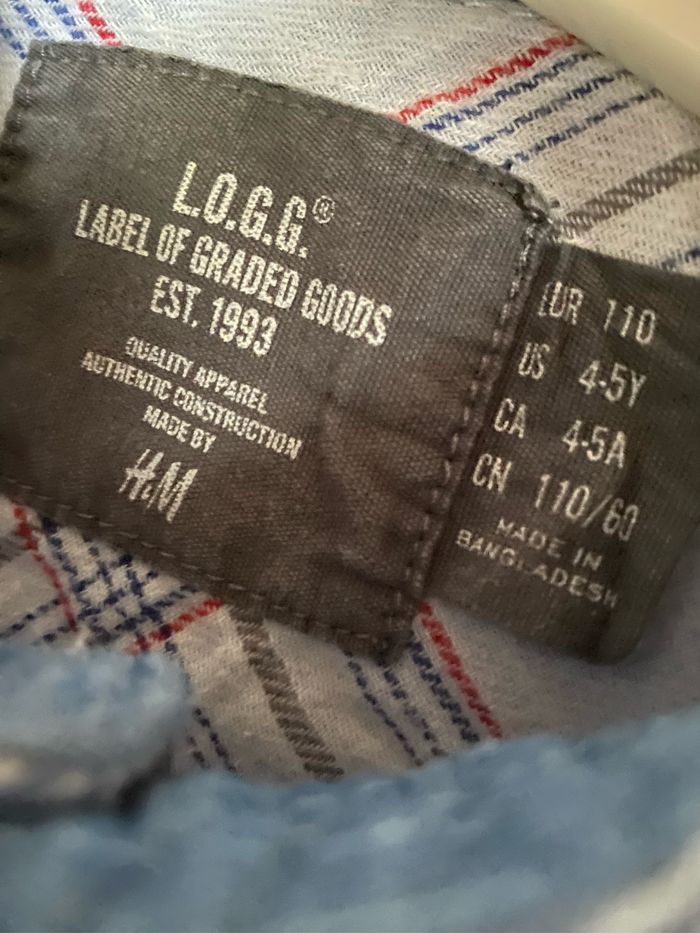 L.O.G.G.®
LABEL OF GRADED GOODS
EST. 1993
QUALITY APPAREL
AUTHENTIC CONSTRUCTION
MADE BY
H&M
EUR 110
US 4-5Y
CA 4-5A
CN 110/60
MADE IN
BANGLADESH